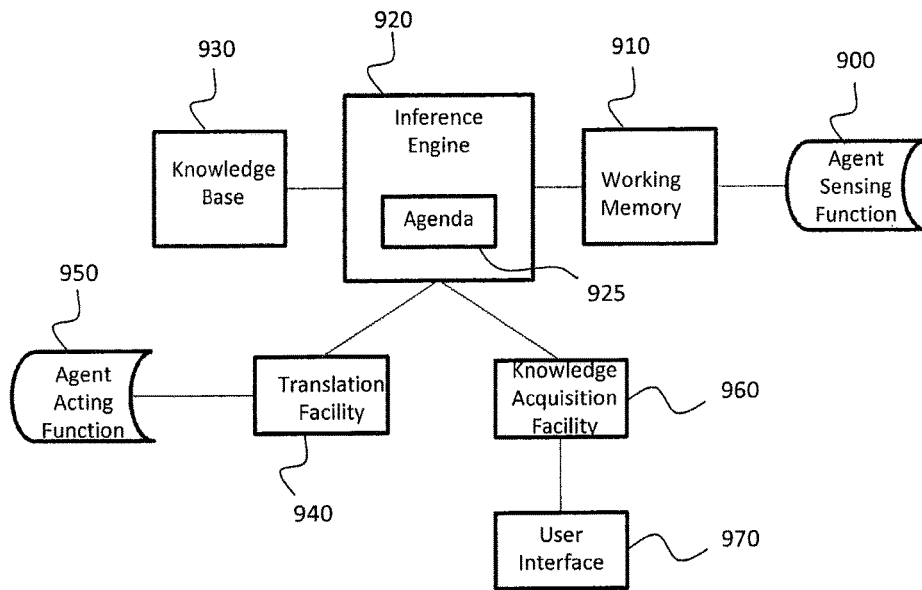 920
930
910
900
Inference
Engine
Knowledge
Base
Agenda
Working
Memory
Agent
Sensing
Function
925
950
Agent
Acting
Function
Translation
Facility
Knowledge
Acquisition
Facility
960
940
User
Interface
970